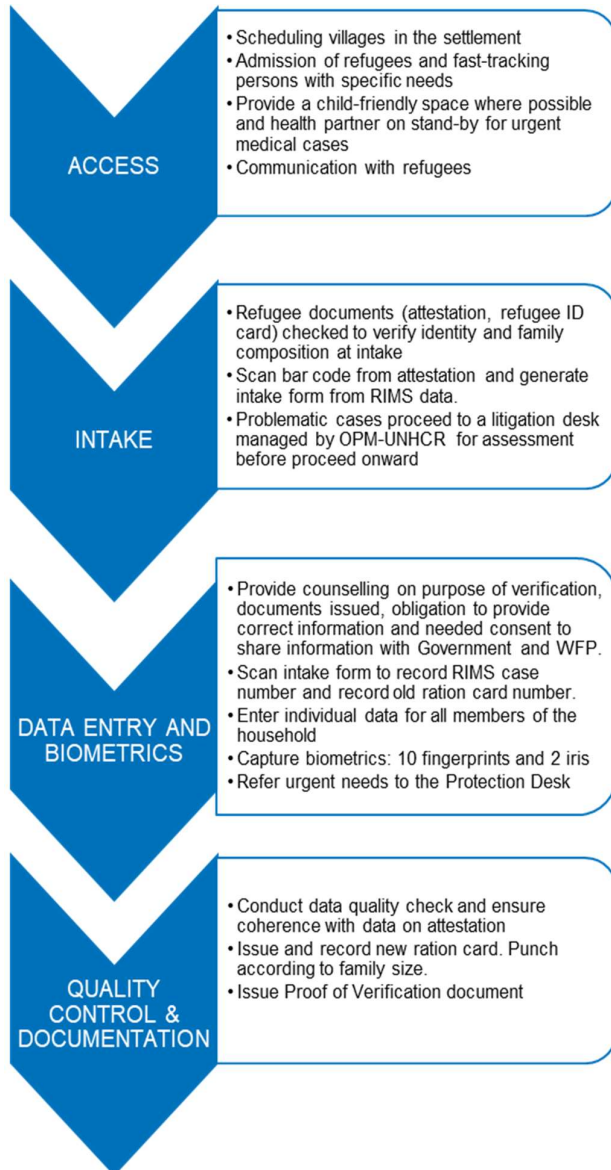 ACCESS
• Scheduling villages in the settlement
• Admission of refugees and fast-tracking
persons with specific needs
• Provide a child-friendly space where possible
and health partner on stand-by for urgent
medical cases
• Communication with refugees
INTAKE
• Refugee documents (attestation, refugee ID
card) checked to verify identity and family
composition at intake
• Scan bar code from attestation and generate
intake form from RIMS data.
• Problematic cases proceed to a litigation desk
managed by OPM-UNHCR for assessment
before proceed onward
DATA ENTRY AND
BIOMETRICS
• Provide counselling on purpose of verification,
documents issued, obligation to provide
correct information and needed consent to
share information with Government and WFP.
• Scan intake form to record RIMS case
number and record old ration card number.
• Enter individual data for all members of the
household
• Capture biometrics: 10 fingerprints and 2 iris
• Refer urgent needs to the Protection Desk
QUALITY
CONTROL &
DOCUMENTATION
• Conduct data quality check and ensure
coherence with data on attestation
• Issue and record new ration card. Punch
according to family size.
• Issue Proof of Verification document